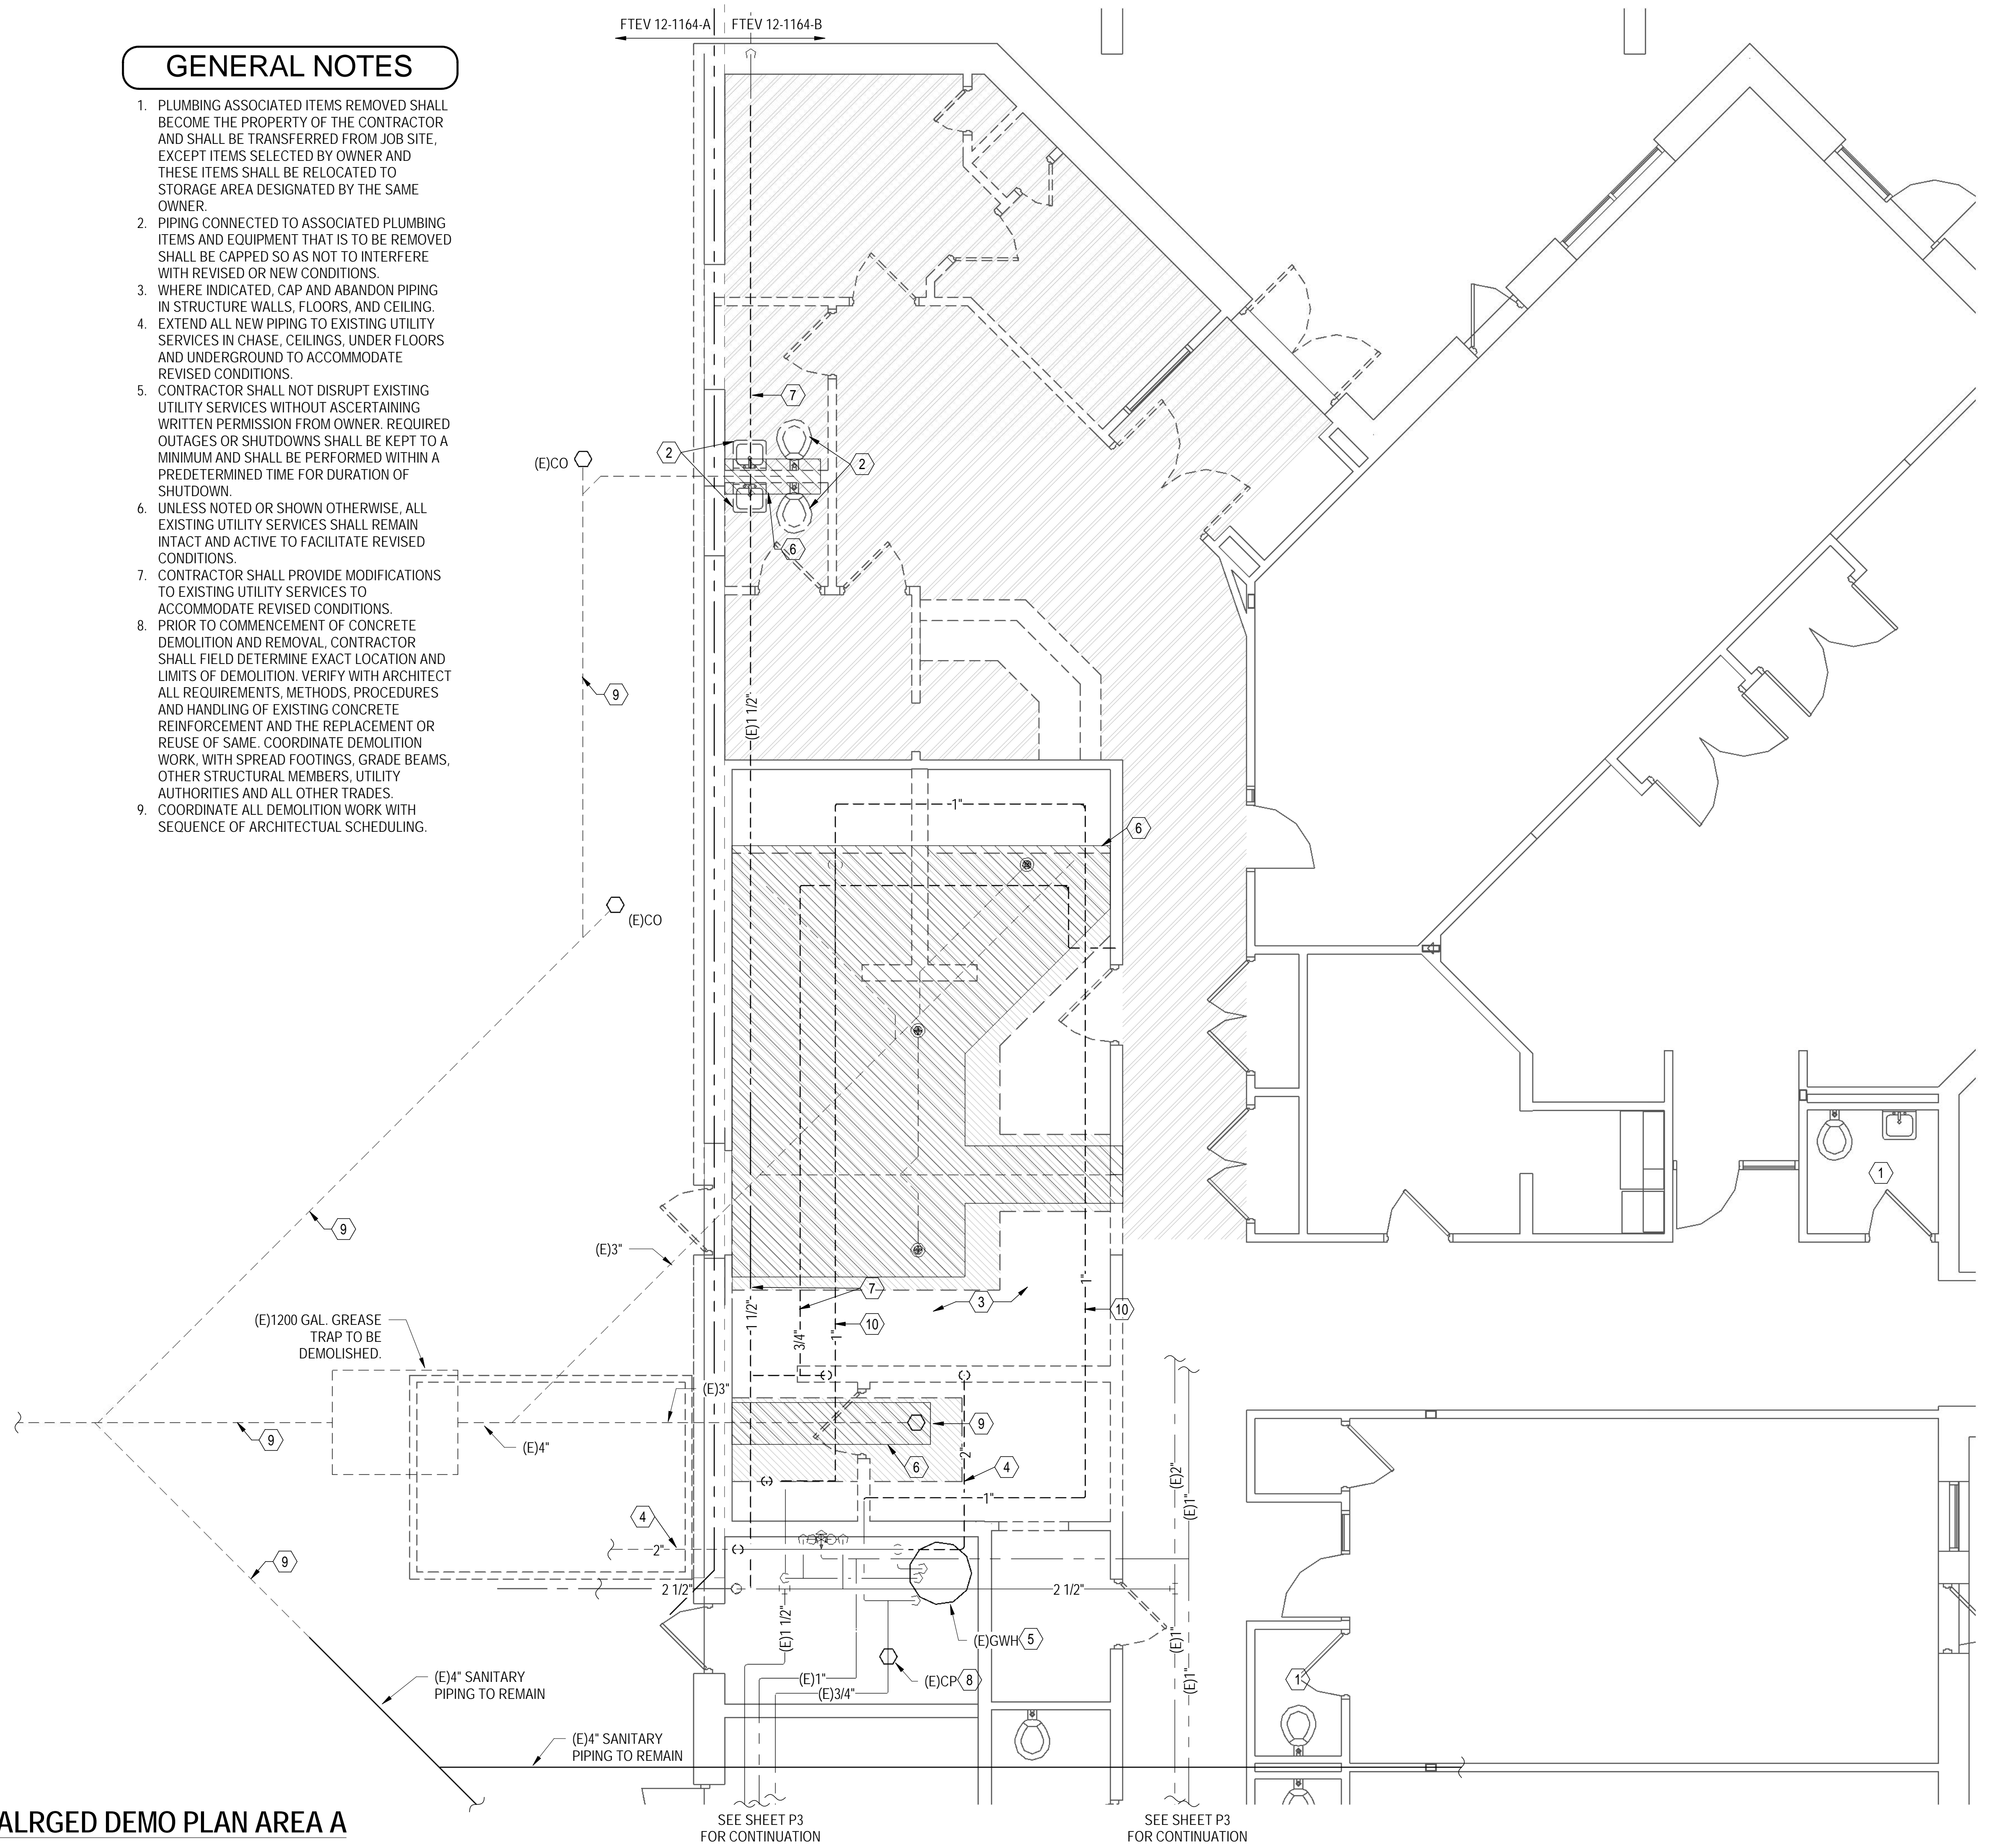 FTEV 12-1164-A
FTEV 12-1164-B
GENERAL NOTES
1. PLUMBING ASSOCIATED ITEMS REMOVED SHALL
BECOME THE PROPERTY OF THE CONTRACTOR
AND SHALL BE TRANSFERRED FROM JOB SITE,
EXCEPT ITEMS SELECTED BY OWNER AND
THESE ITEMS SHALL BE RELOCATED TO
STORAGE AREA DESIGNATED BY THE SAME
OWNER.
2. PIPING CONNECTED TO ASSOCIATED PLUMBING
ITEMS AND EQUIPMENT THAT IS TO BE REMOVED
SHALL BE CAPPED SO AS NOT TO INTERFERE
WITH REVISED OR NEW CONDITIONS.
3. WHERE INDICATED, CAP AND ABANDON PIPING
IN STRUCTURE WALLS, FLOORS, AND CEILING.
4. EXTEND ALL NEW PIPING TO EXISTING UTILITY
SERVICES IN CHASE, CEILINGS, UNDER FLOORS
AND UNDERGROUND TO ACCOMMODATE
REVISED CONDITIONS.
5. CONTRACTOR SHALL NOT DISRUPT EXISTING
UTILITY SERVICES WITHOUT ASCERTAINING
WRITTEN PERMISSION FROM OWNER. REQUIRED
OUTAGES OR SHUTDOWNS SHALL BE KEPT TO A
MINIMUM AND SHALL BE PERFORMED WITHIN A
PREDETERMINED TIME FOR DURATION OF
SHUTDOWN.
6. UNLESS NOTED OR SHOWN OTHERWISE, ALL
EXISTING UTILITY SERVICES SHALL REMAIN
INTACT AND ACTIVE TO FACILITATE REVISED
CONDITIONS.
7. CONTRACTOR SHALL PROVIDE MODIFICATIONS
TO EXISTING UTILITY SERVICES TO
ACCOMMODATE REVISED CONDITIONS.
8. PRIOR TO COMMENCEMENT OF CONCRETE
DEMOLITION AND REMOVAL, CONTRACTOR
SHALL FIELD DETERMINE EXACT LOCATION AND
LIMITS OF DEMOLITION. VERIFY WITH ARCHITECT
ALL REQUIREMENTS, METHODS, PROCEDURES
AND HANDLING OF EXISTING CONCRETE
REINFORCEMENT AND THE REPLACEMENT OR
REUSE OF SAME. COORDINATE DEMOLITION
WORK, WITH SPREAD FOOTINGS, GRADE BEAMS,
OTHER STRUCTURAL MEMBERS, UTILITY
AUTHORITIES AND ALL OTHER TRADES.
9. COORDINATE ALL DEMOLITION WORK WITH
SEQUENCE OF ARCHITECTUAL SCHEDULING.
7
2
2
(E)CO
6
9
(E)1 1/2"
1"
6
(E)CO
1
9
(E)3"
7
3
1"
10
10
1 1/2"
3/4"
1"
(E)1200 GAL. GREASE
TRAP TO BE
DEMOLISHED.
(E)3"
9
9
(E)4"
6
2"
4
(E)2"
(E)1"
1"
4
2"
9
2 1/2"
2 1/2"
(E)1 1/2"
(E)GWH 5
(E)1"
(E)1"
(E)1"
(E)3/4"
(E)CP 8
1
(E)4" SANITARY
PIPING TO REMAIN
(E)4" SANITARY
PIPING TO REMAIN
SEE SHEET P3
FOR CONTINUATION
SEE SHEET P3
FOR CONTINUATION
ALRGED DEMO PLAN AREA A